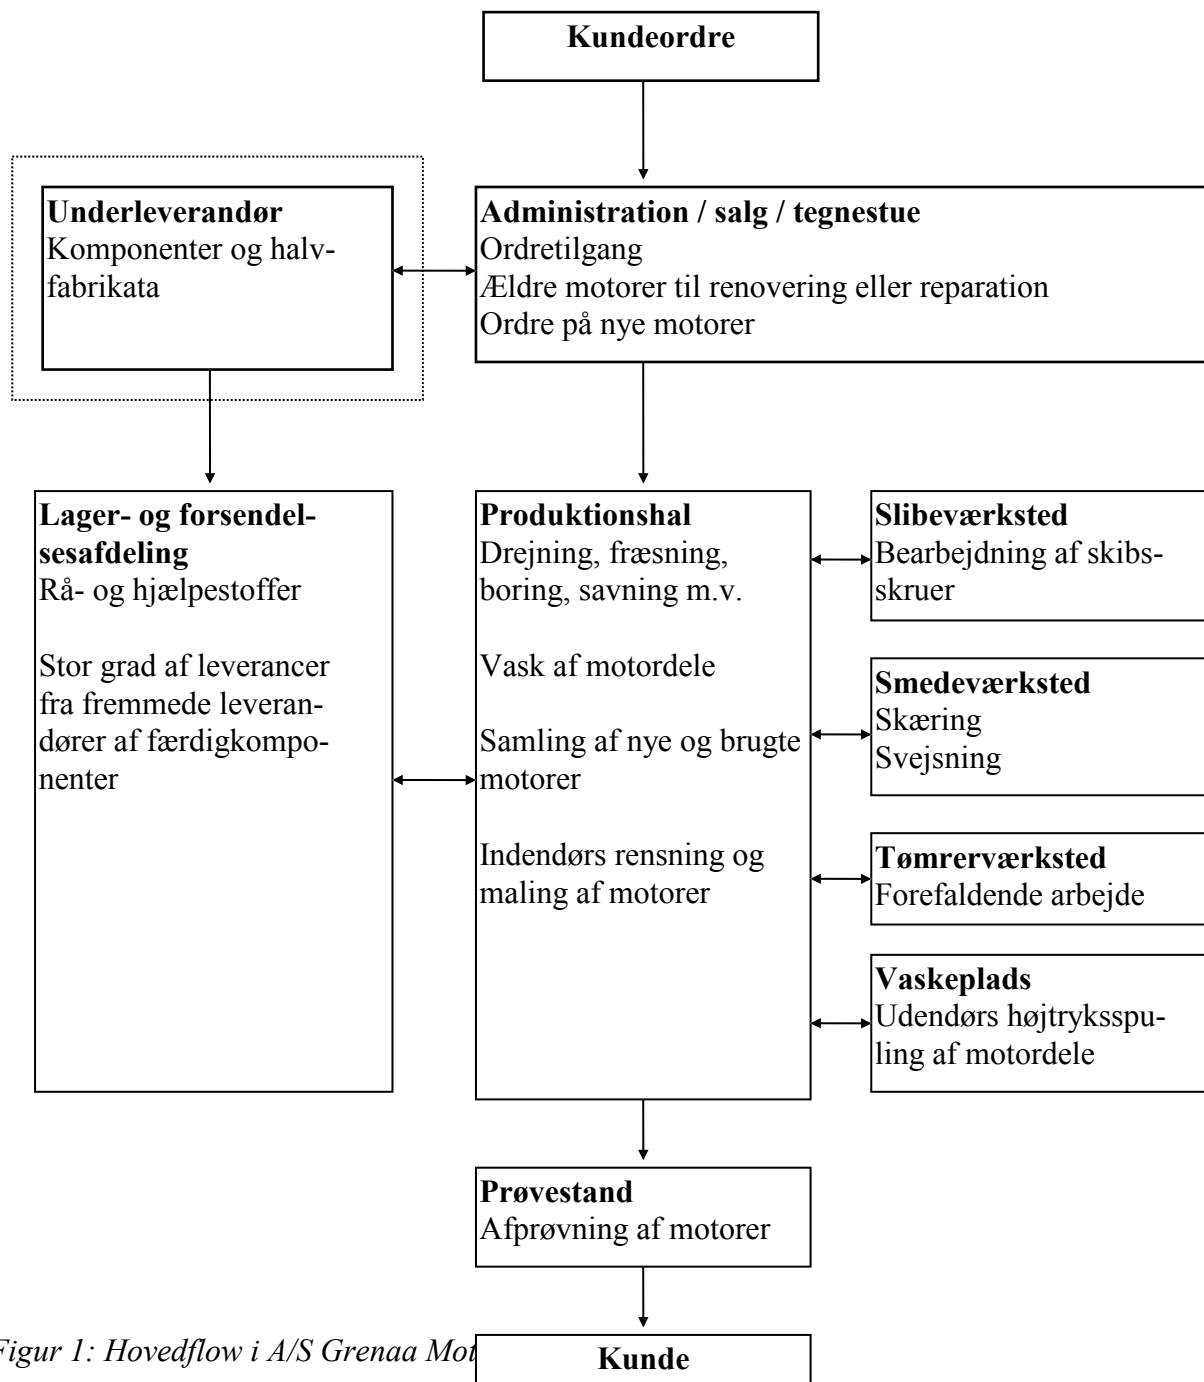 Kundeordre
Underleverandør
Komponenter og halv-
fabrikata
Administration / salg / tegnestue
Ordretilgang
Ældre motorer til renovering eller reparation
Ordre på nye motorer
Lager- og forsendel-
sesafdeling
Rå- og hjælpestoffer
Stor grad af leverancer
fra fremmede leveran-
dører af færdigkompo-
nenter
Produktionshal
Drejning, fræsning,
boring, savning m.v.
Vask af motordele
Samling af nye og brugte
motorer
Indendørs rensning og
maling af motorer
Slibeværksted
Bearbejdning af skibs-
skruer
Smedeværksted
Skæring
Svejsning
Tømrerværksted
Forefaldende arbejde
Vaskeplads
Udendørs højtryksspu-
ling af motordele
Prøvestand
Afprøvning af motorer
Figur 1: Hovedflow i A/S Grenaa
Kunde